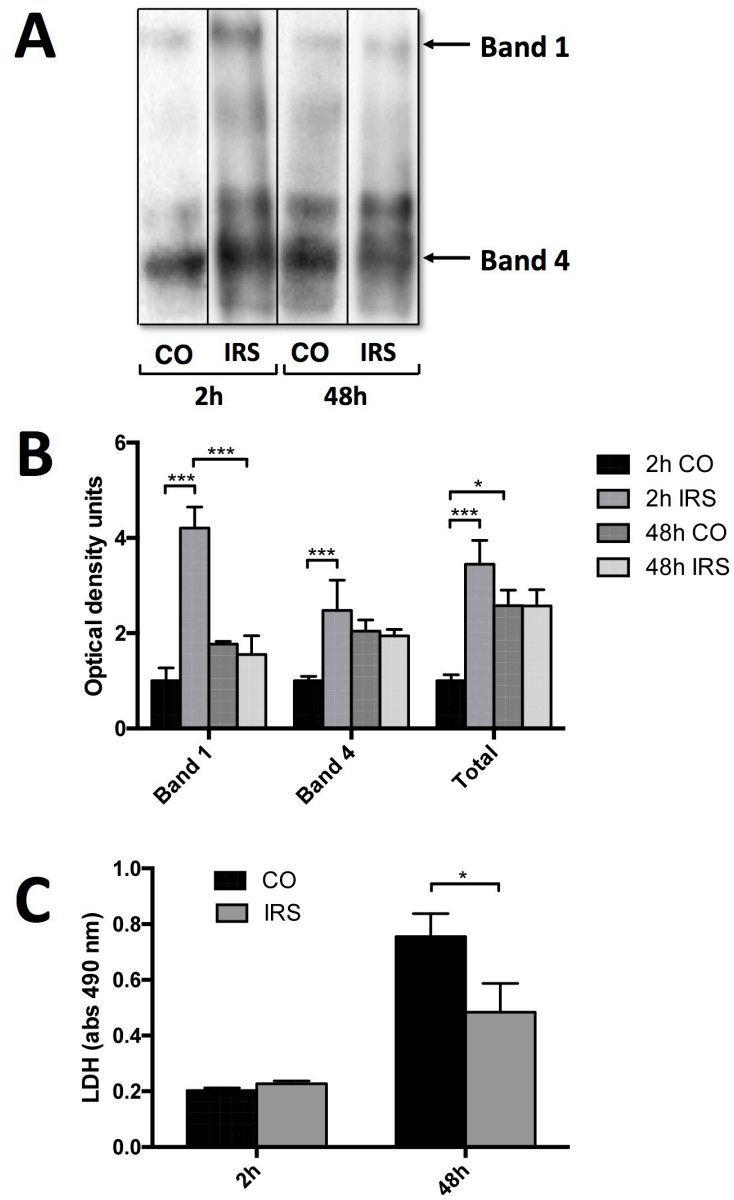 A
Band 1
Band 4
CO IRS CO IRS
2h 48h
B
Optical density units
6
4
2
0
***
***
***
*
***
Band 1
Band 4
Total
2h CO
2h IRS
48h CO
48h IRS
C
LDH (abs 490 nm)
1.0
0.8
0.6
0.4
0.2
0.0
CO
IRS
*
2h
48h